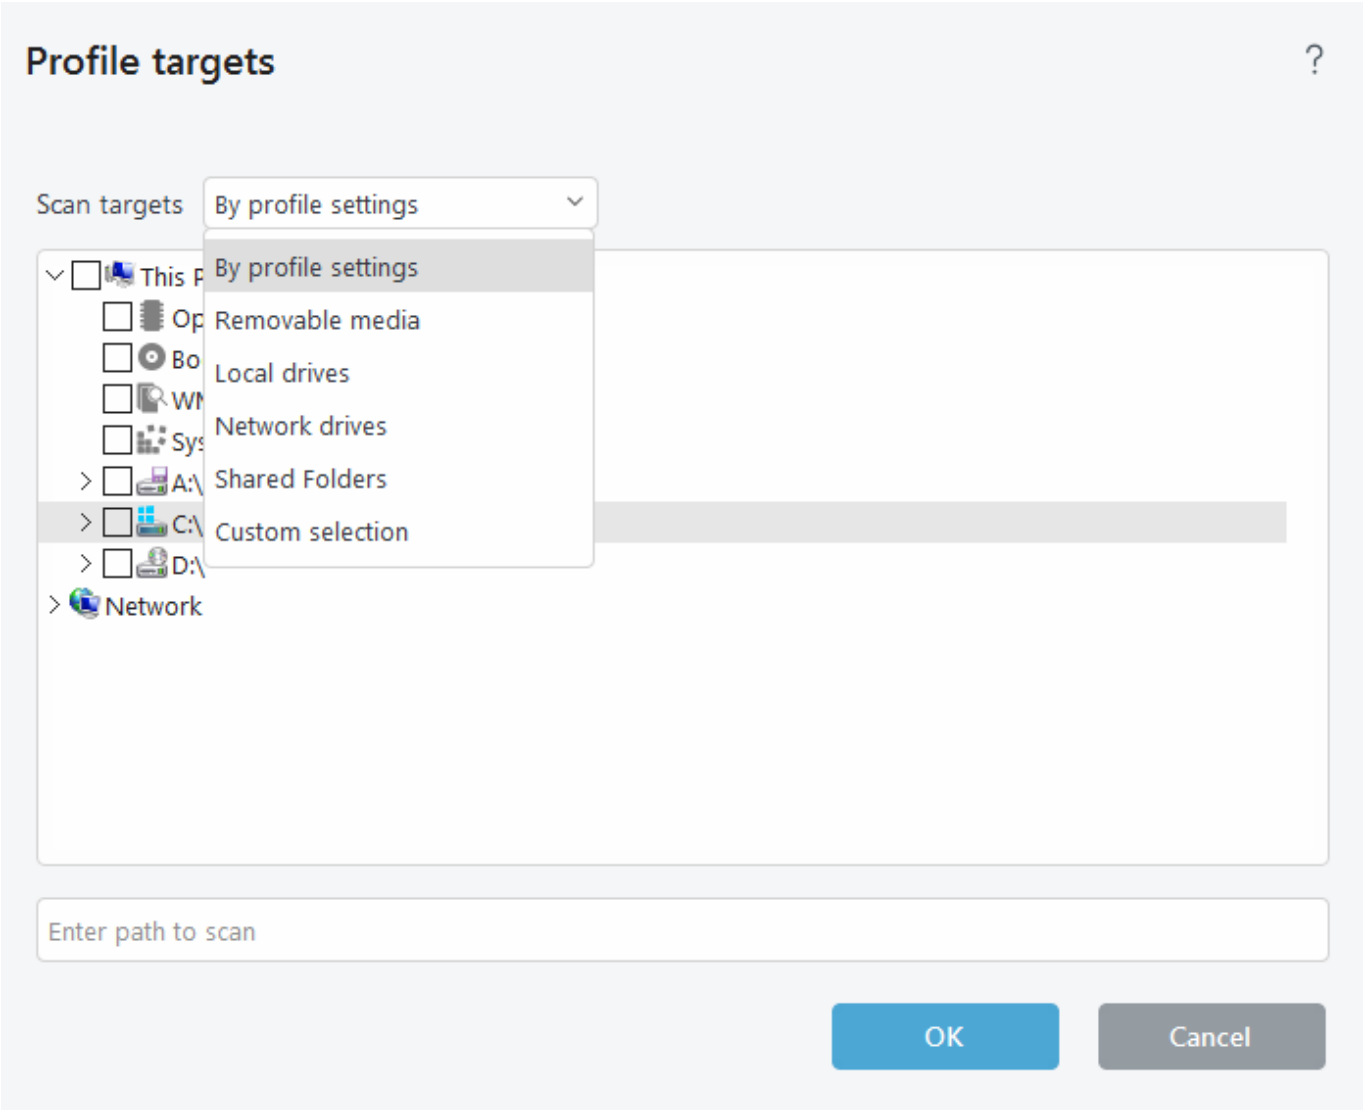 Profile targets
?
Scan targets By profile settings
By profile settings
Removable media
Local drives
Network drives
Shared Folders
Custom selection
This P
Op
Bo
WM
Sys
A:\
C:\
D:\
Network
Enter path to scan
OK Cancel